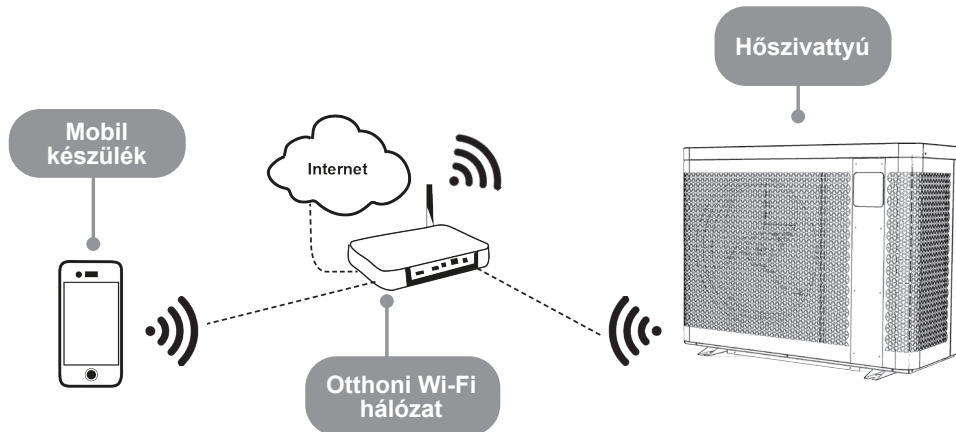 Hőszivattyú
Mobil
készülék
Internet
Otthoni Wi-Fi
hálózat